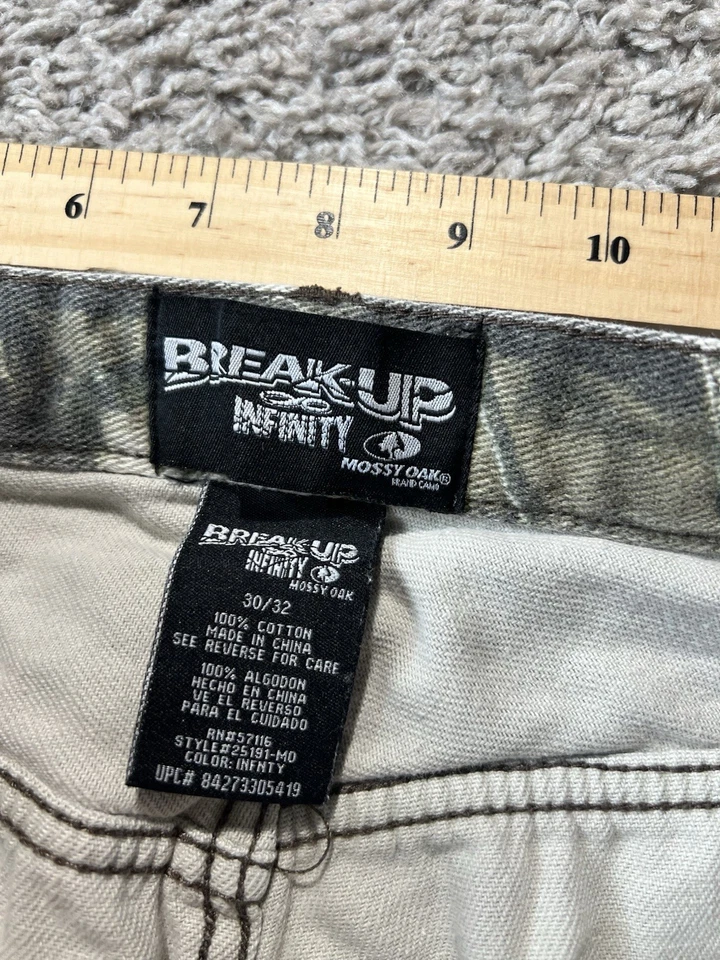 6 7 8 9 10
BREAK-UP
INFINITY
MOSSY OAK®
BRAND CAMO
BREAK-UP
INFINITY
MOSSY OAK
30/32
100% COTTON
MADE IN CHINA
SEE REVERSE FOR CARE
100% ALGODON
HECHO EN CHINA
VE EL REVERSO
PARA EL CUIDADO
RN#57116
STYLE#25191-MO
COLOR: INFNTY
UPC# 84273305419